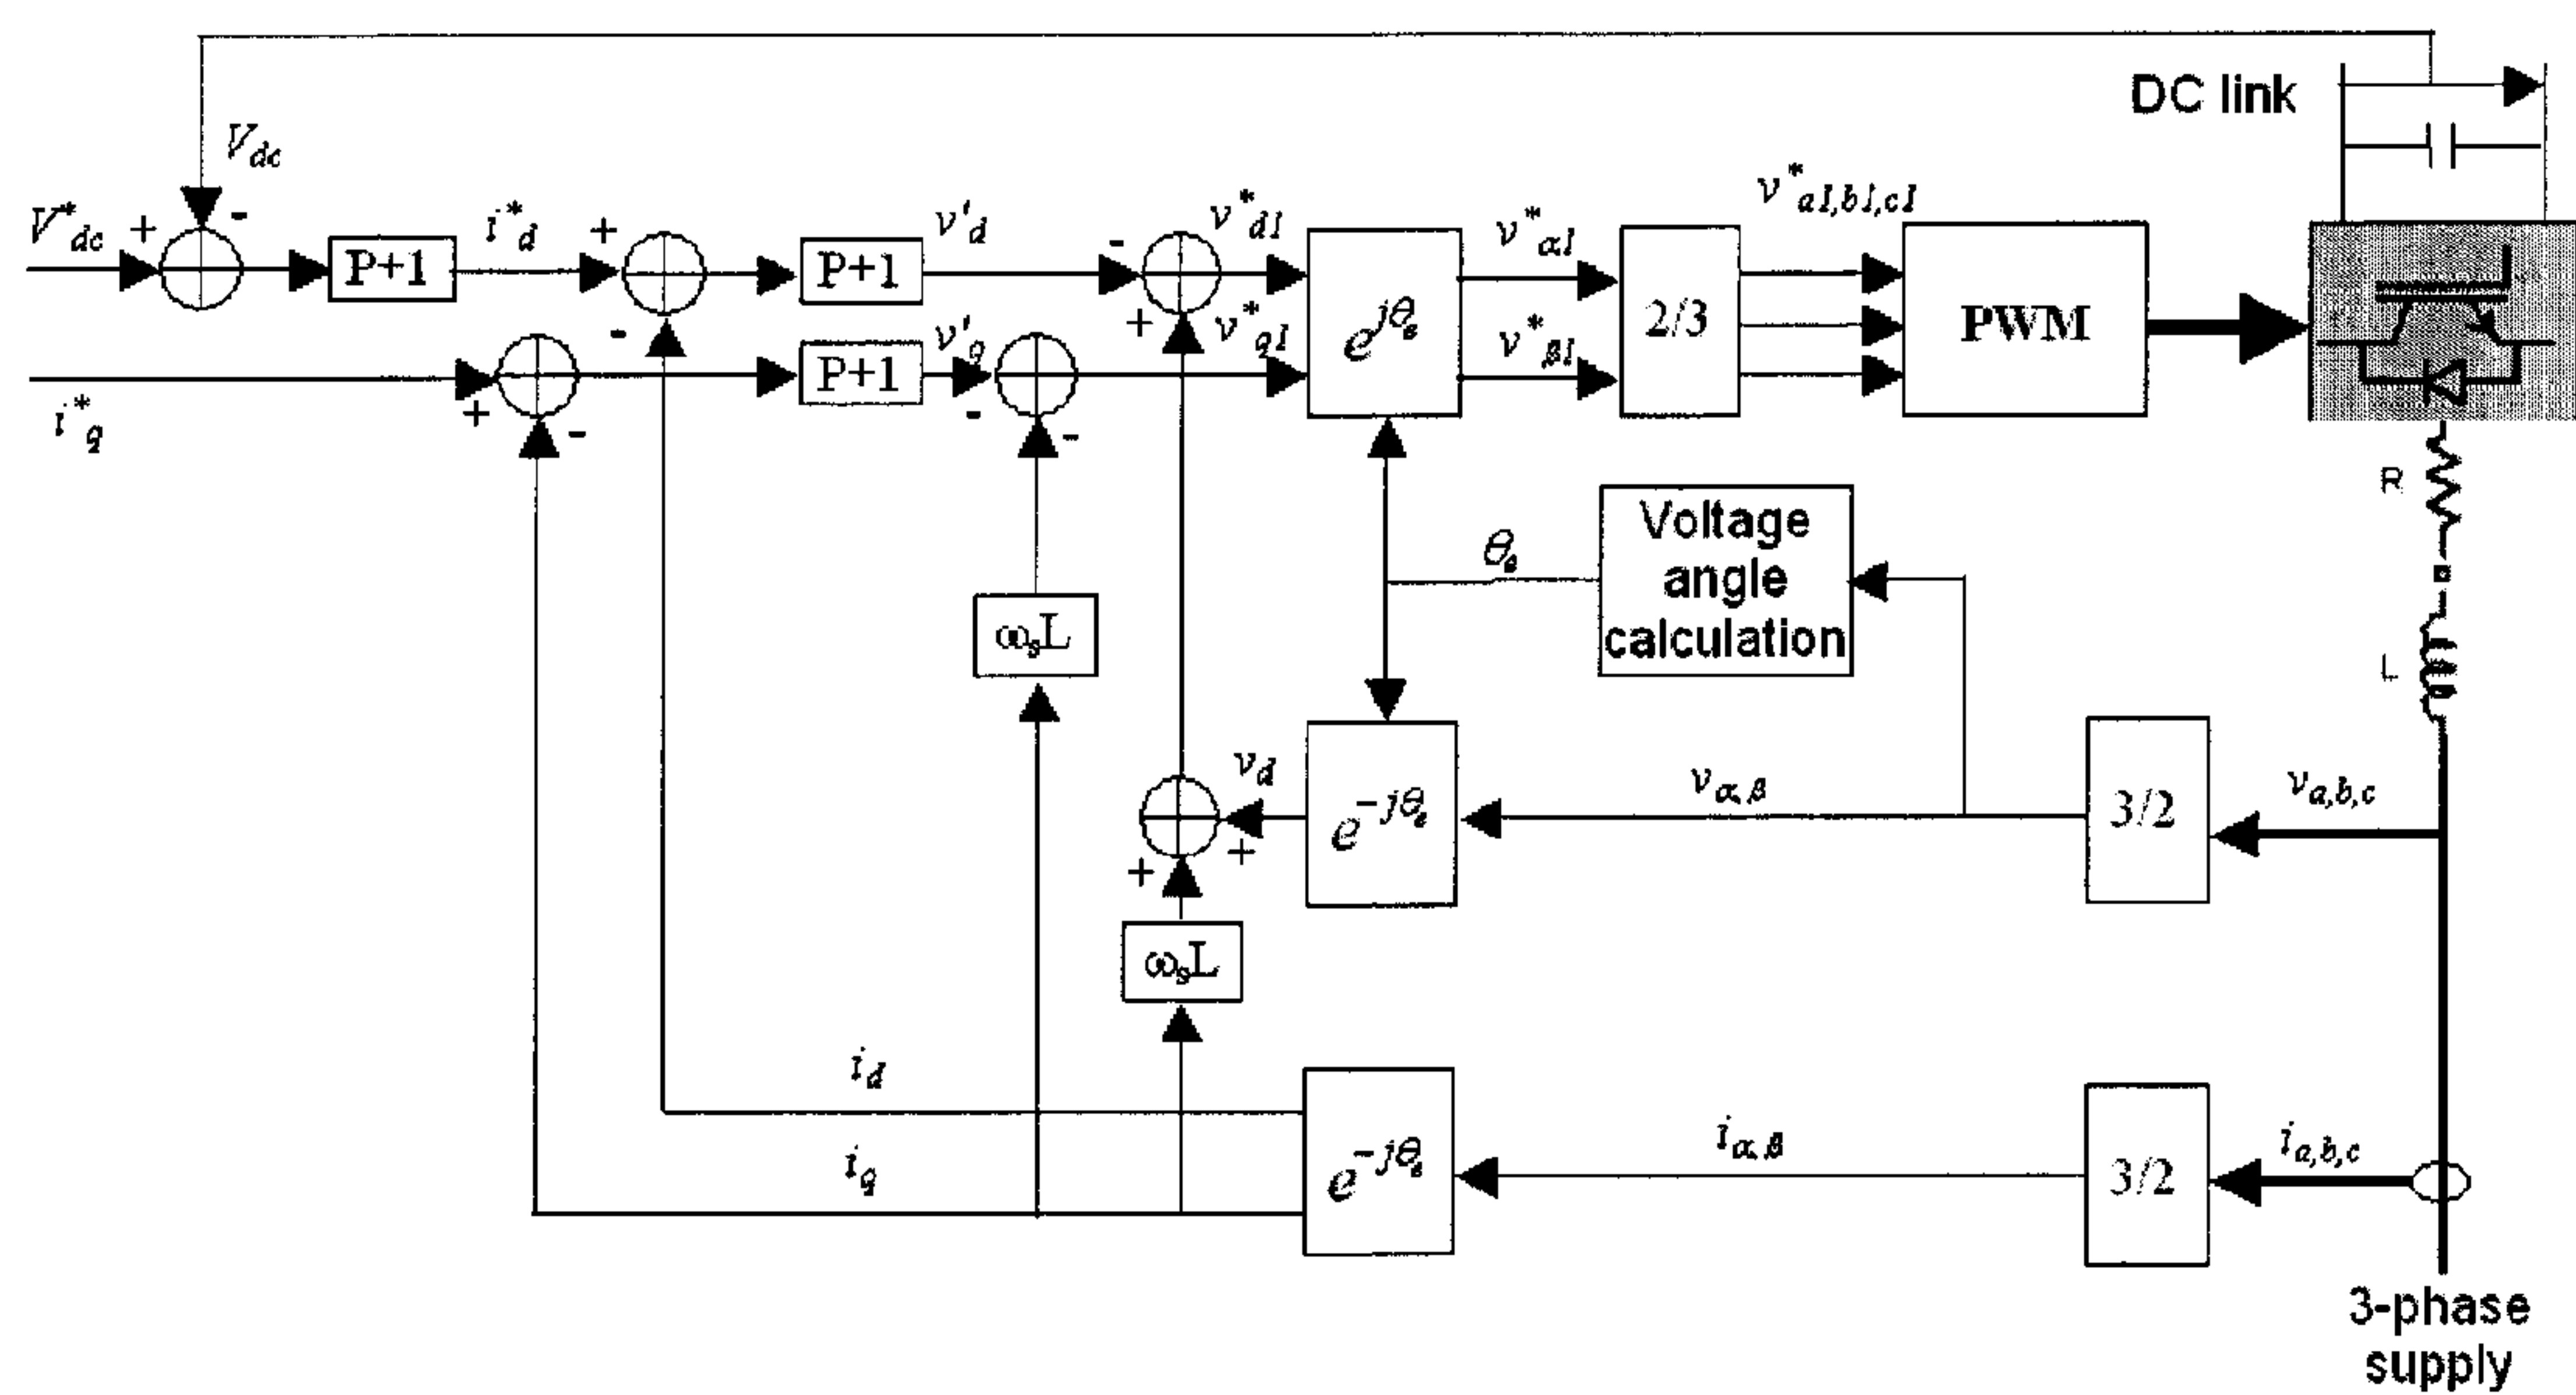 DC link
V_dc
V*_dc
+
-
P+1
i*_d
+
-
P+1
v'_d
-
+
v*_d1
v*_q1
e^jθ_e
v*_α1
v*_β1
2/3
v*_a1,b1,c1
PWM
i*_q
+
-
P+1
v'_q
-
-
R
L
ω_sL
θ_e
Voltage
angle
calculation
v_d
+
+
e^-jθ_e
v_α,β
3/2
v_a,b,c
ω_sL
i_d
i_q
e^-jθ_e
i_α,β
3/2
i_a,b,c
3-phase
supply